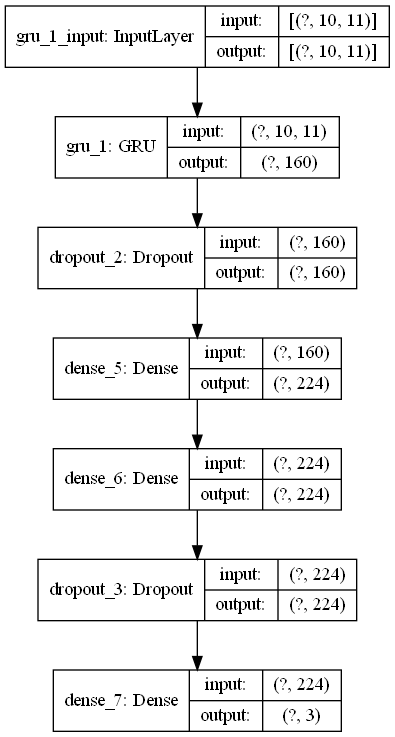 gru_1_input: InputLayer
input:
[(?, 10, 11)]
output:
[(?, 10, 11)]
gru_1: GRU
input:
(?, 10, 11)
output:
(?, 160)
dropout_2: Dropout
input:
(?, 160)
output:
(?, 160)
dense_5: Dense
input:
(?, 160)
output:
(?, 224)
dense_6: Dense
input:
(?, 224)
output:
(?, 224)
dropout_3: Dropout
input:
(?, 224)
output:
(?, 224)
dense_7: Dense
input:
(?, 224)
output:
(?, 3)